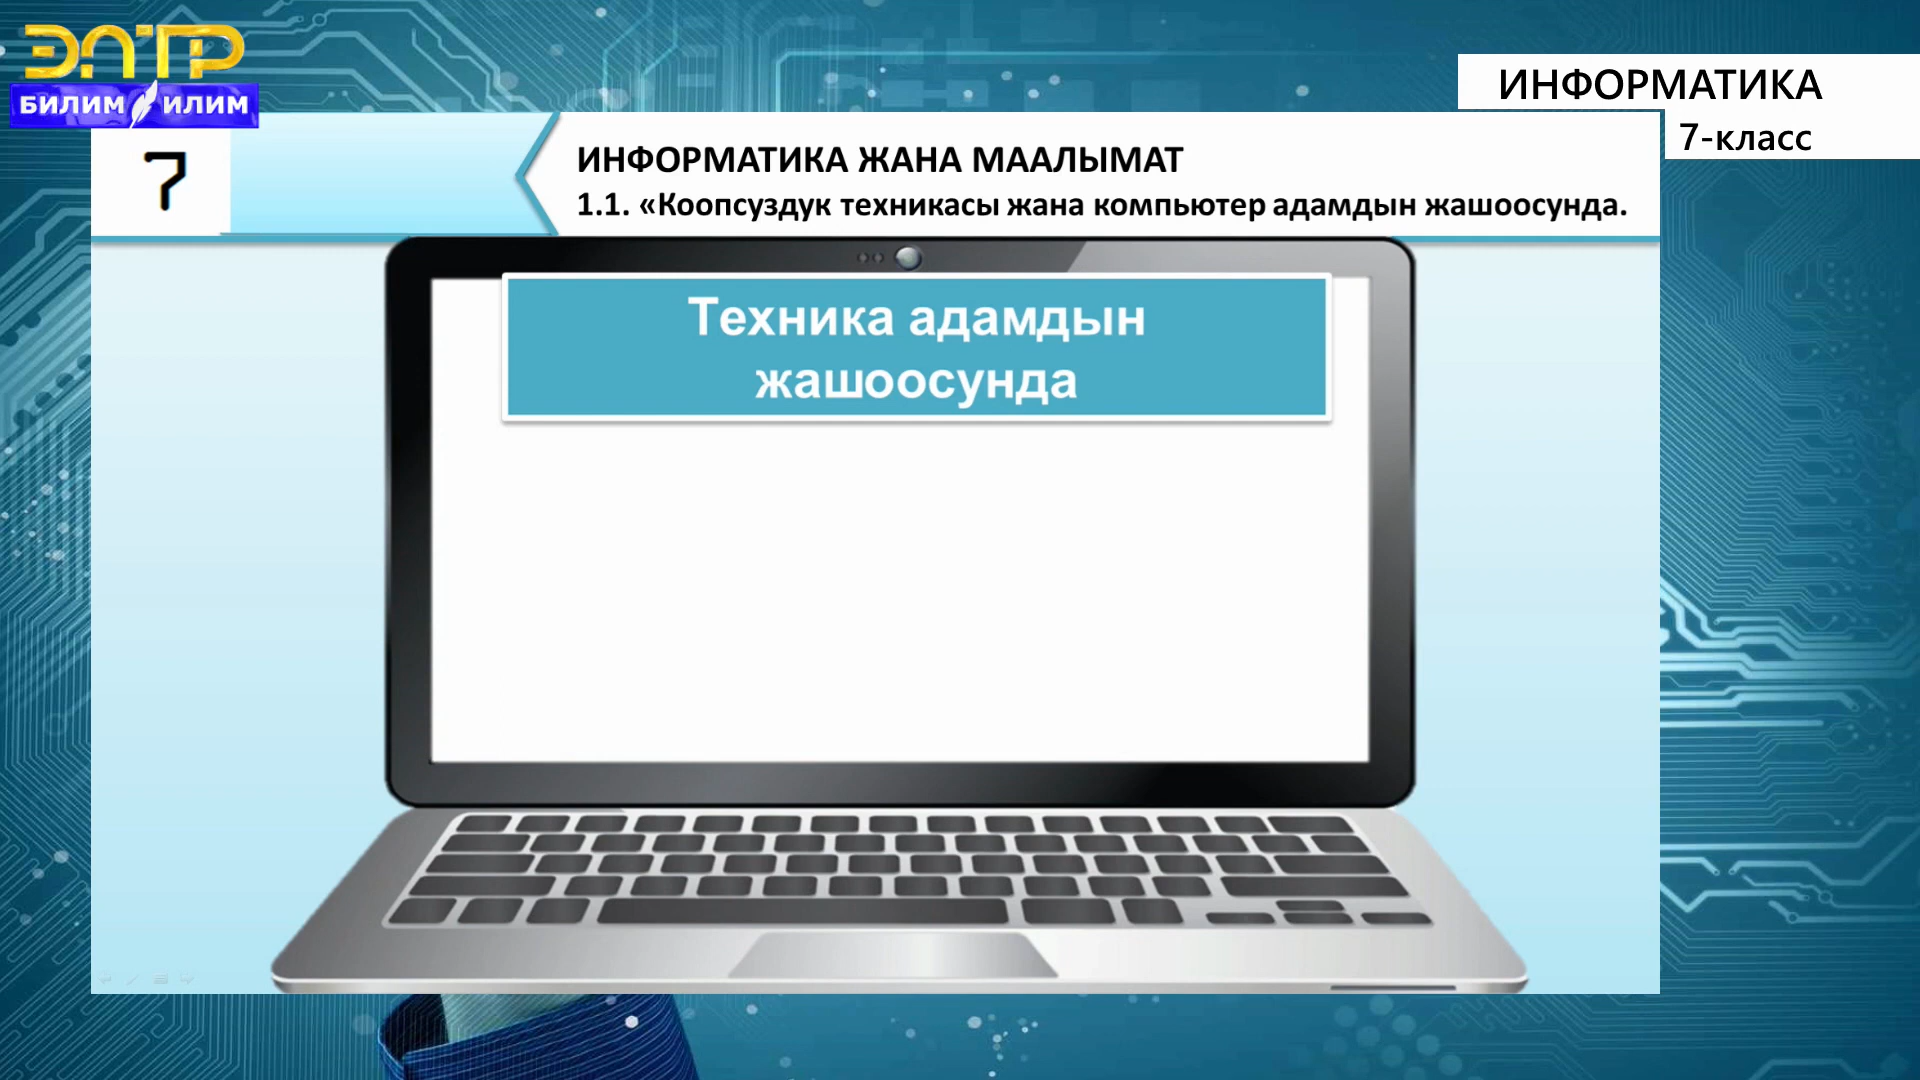 ЭЛТР
БИЛИМ ИЛИМ
ИНФОРМАТИКА
7-класс
7
ИНФОРМАТИКА ЖАНА МААЛЫМАТ
1.1. «Коопсуздук техникасы жана компьютер адамдын жашоосунда.
Техника адамдын
жашоосунда